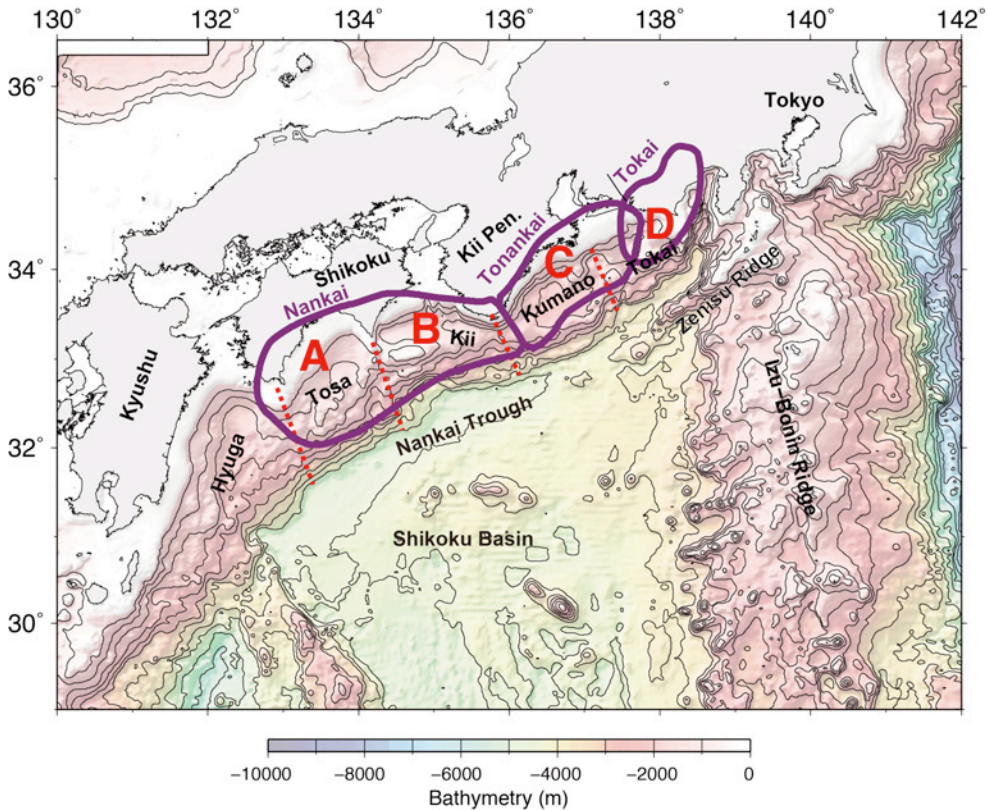 130° 132° 134° 136° 138° 140° 142°
36°
34°
32°
30°
Tokyo
Tokai
D
Kii Pen.
Tonankai
C
Tokai
Shikoku
Nankai
Kumano
Zenisu Ridge
B
Kii
A
Tosa
Kyushu
Nankai Trough
Izu-Bonin Ridge
Hyuga
Shikoku Basin
−10000 −8000 −6000 −4000 −2000 0
Bathymetry (m)